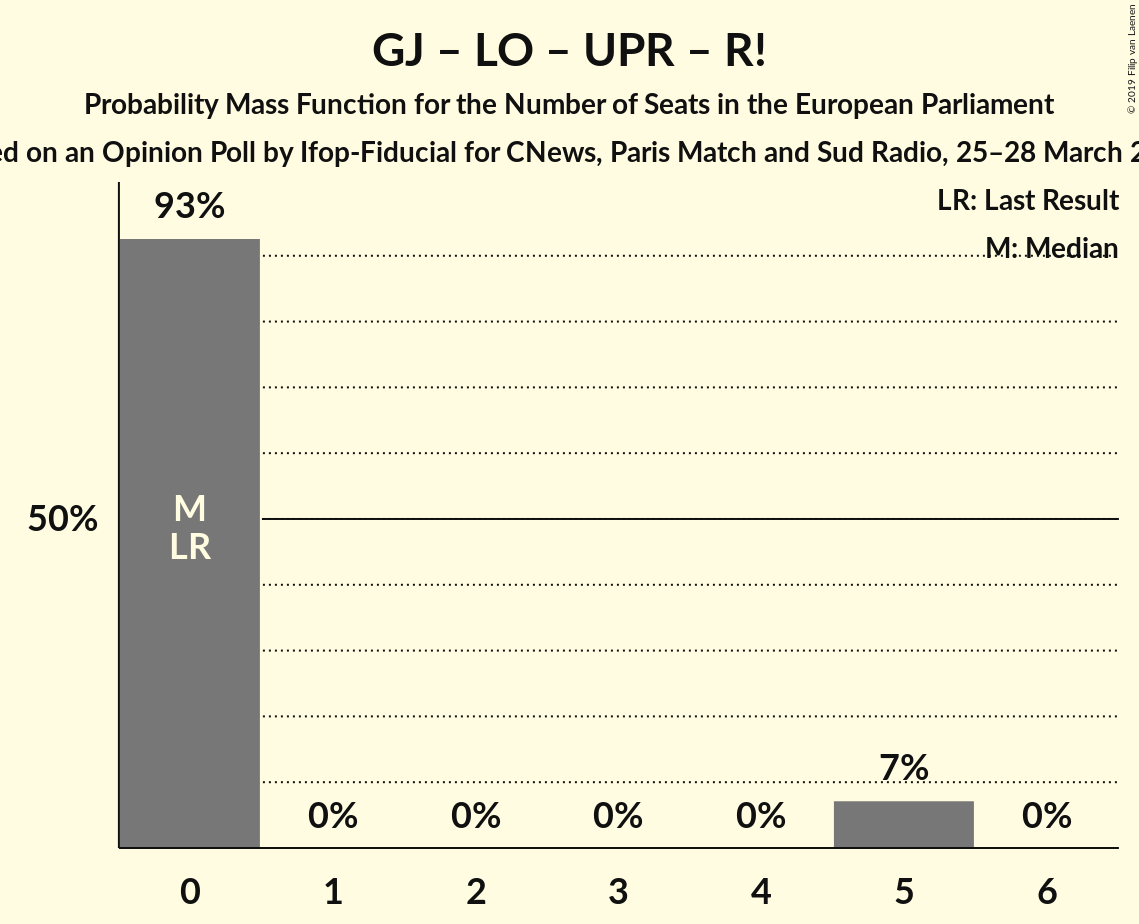 GJ – LO – UPR – R!
Probability Mass Function for the Number of Seats in the European Parliament
on an Opinion Poll by Ifop-Fiducial for CNews, Paris Match and Sud Radio, 25–28 March
© 2019 Filip van Laenen
LR: Last Result
M: Median
93%
50%
M
LR
7%
0%
0%
0%
0%
0%
0
1
2
3
4
5
6